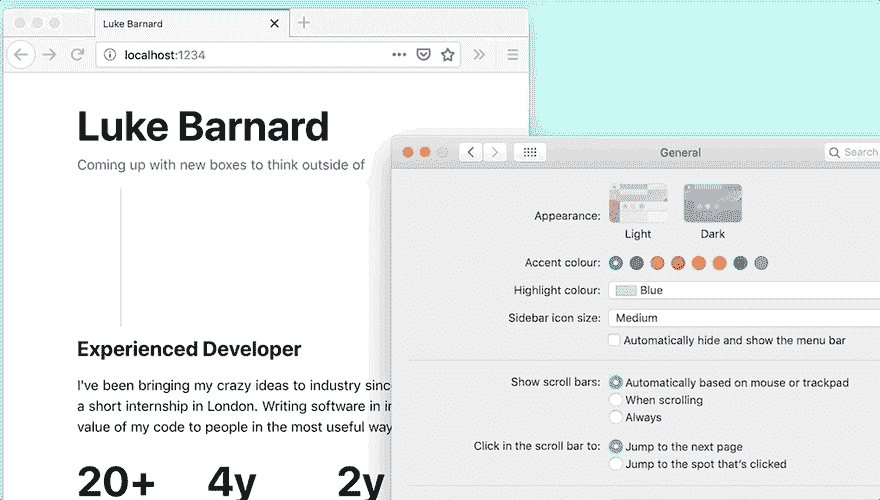 Luke Barnard
localhost:1234
Luke Barnard
Coming up with new boxes to think outside of
Experienced Developer
I've been bringing my crazy ideas to industry sinc
a short internship in London. Writing software in i
value of my code to people in the most useful way
20+ 4y 2y
General
Search
Appearance:
Light Dark
Accent colour:
Highlight colour: Blue
Sidebar icon size: Medium
Automatically hide and show the menu bar
Show scroll bars: Automatically based on mouse or trackpad
When scrolling
Always
Click in the scroll bar to: Jump to the next page
Jump to the spot that's clicked